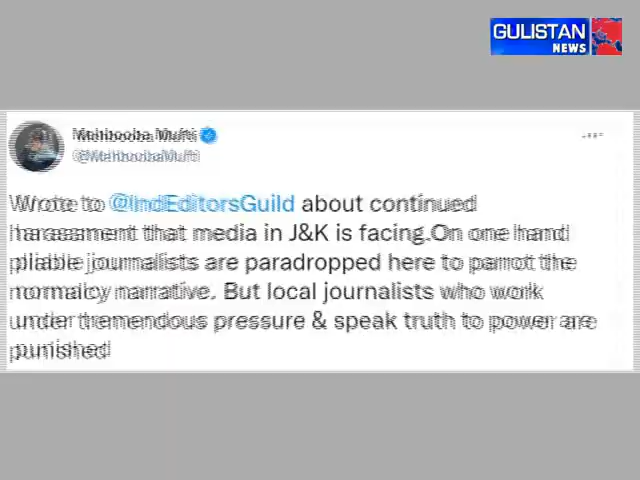 GULISTAN
NEWS
Mehbooba Mufti
@MehboobaMufti
Wrote to @IndEditorsGuild about continued
harassment that media in J&K is facing.On one hand
pliable journalists are paradropped here to parrot the
normalcy narrative. But local journalists who work
under tremendous pressure & speak truth to power are
punished